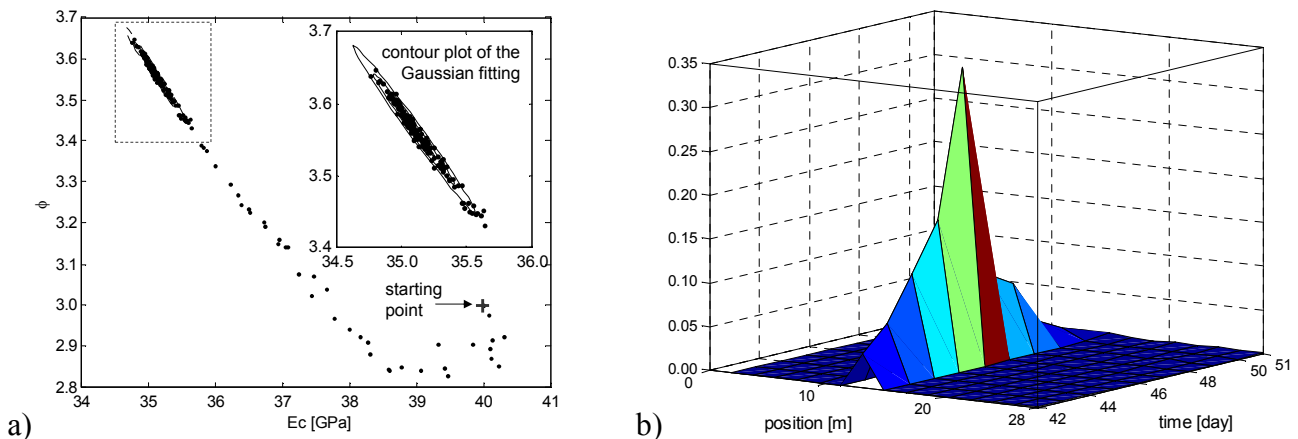 3.7
3.6
3.5
3.4
3.3
3.2
3.1
3.0
2.9
2.8
ϕ
34 35 36 37 38 39 40 41
Ec [GPa]
3.7
3.6
3.5
3.4
34.5 35.0 35.5 36.0
contour plot of the
Gaussian fitting
starting
point
a)
0.35
0.30
0.25
0.20
0.15
0.10
0.05
0.00
0 10 20 28
position [m]
42 44 46 48 50 51
time [day]
b)